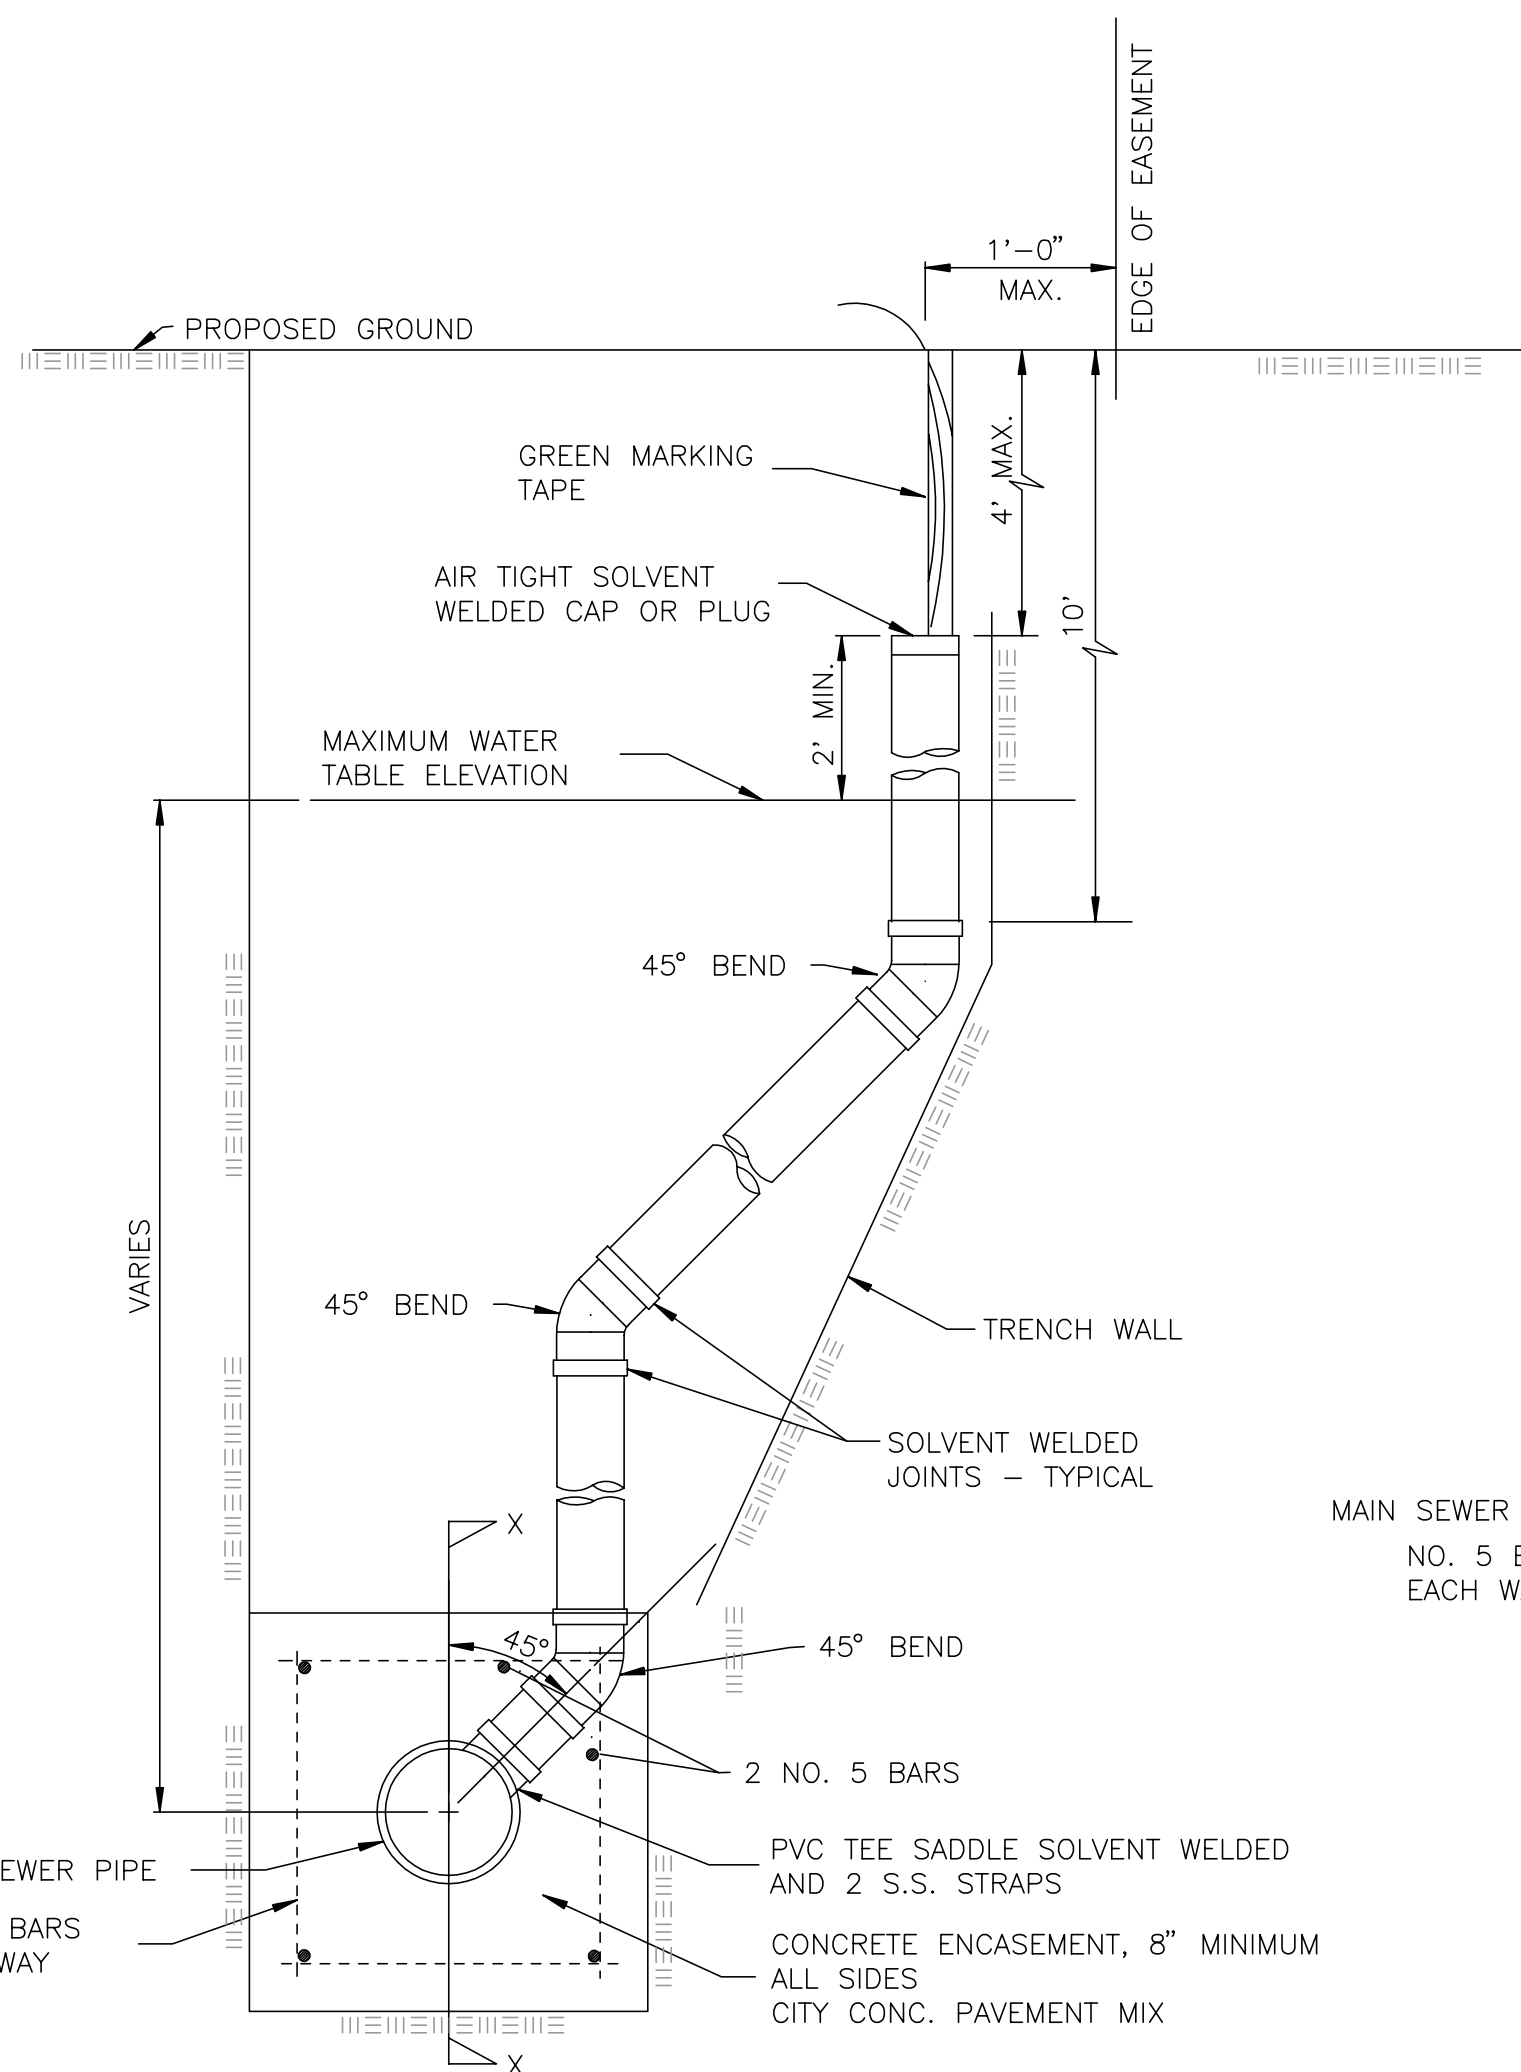 EDGE OF EASEMENT
1'-0"
MAX.
PROPOSED GROUND
GREEN MARKING
TAPE
4' MAX.
AIR TIGHT SOLVENT
WELDED CAP OR PLUG
10'
2' MIN.
MAXIMUM WATER
TABLE ELEVATION
45° BEND
VARIES
45° BEND
TRENCH WALL
SOLVENT WELDED
JOINTS - TYPICAL
MAIN SEWER
NO. 5
EACH
X
45°
45° BEND
2 NO. 5 BARS
PVC TEE SADDLE SOLVENT WELDED
AND 2 S.S. STRAPS
EWER PIPE
BARS
WAY
CONCRETE ENCASEMENT, 8" MINIMUM
ALL SIDES
CITY CONC. PAVEMENT MIX
X